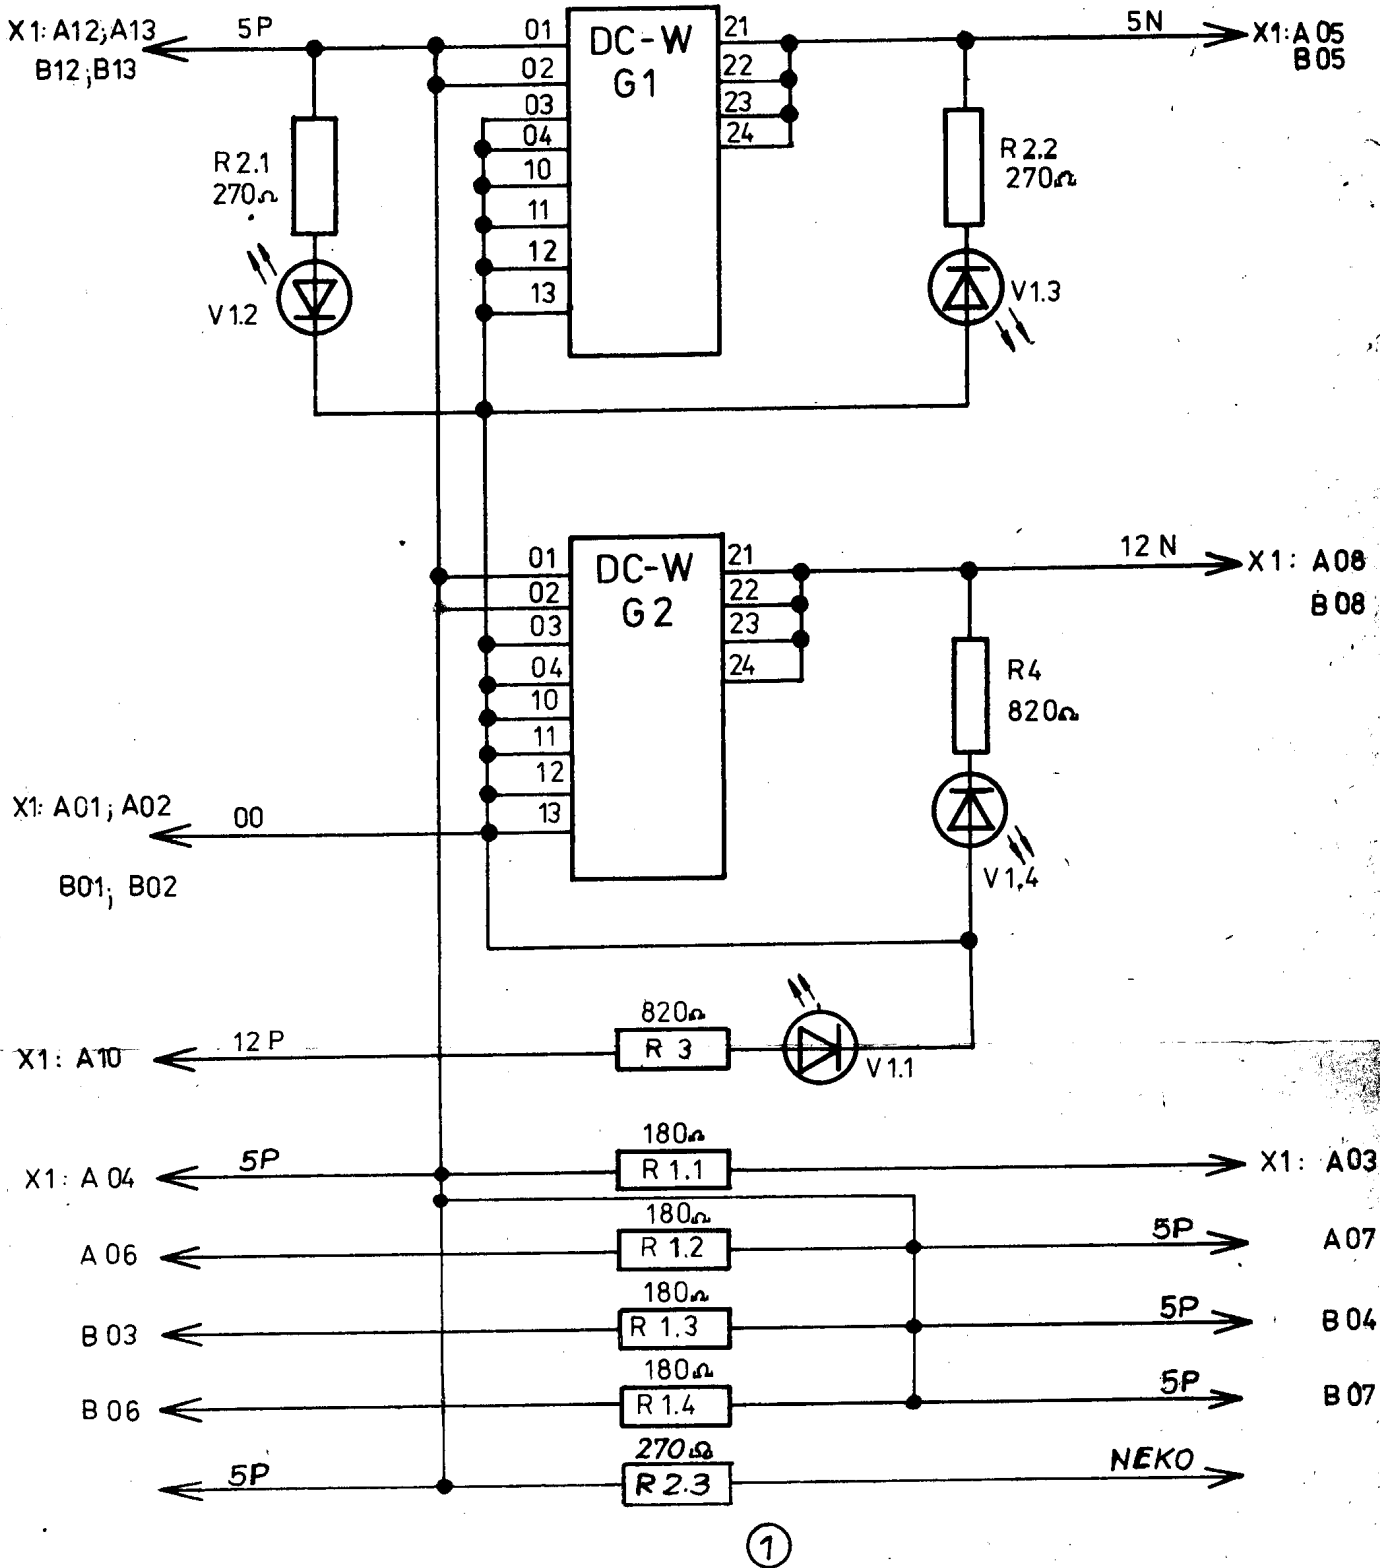 X1: A12;A13
B12;B13
5P
01
02
03
04
10
11
12
13
DC-W
G1
21
22
23
24
5N
X1:A05
B05
R2.1
270Ω
V1.2
R2.2
270Ω
V1.3
01
02
03
04
10
11
12
13
DC-W
G2
21
22
23
24
12N
X1: A08
B08
R4
820Ω
V1.4
X1: A01; A02
00
B01; B02
820Ω
R 3
V1.1
X1: A10
12P
X1: A04
5P
180Ω
R1.1
X1: A03
A06
180Ω
R 1.2
5P
A07
B03
180Ω
R 1.3
5P
B04
B06
180Ω
R1.4
5P
B07
5P
270Ω
R2.3
NEKO
1